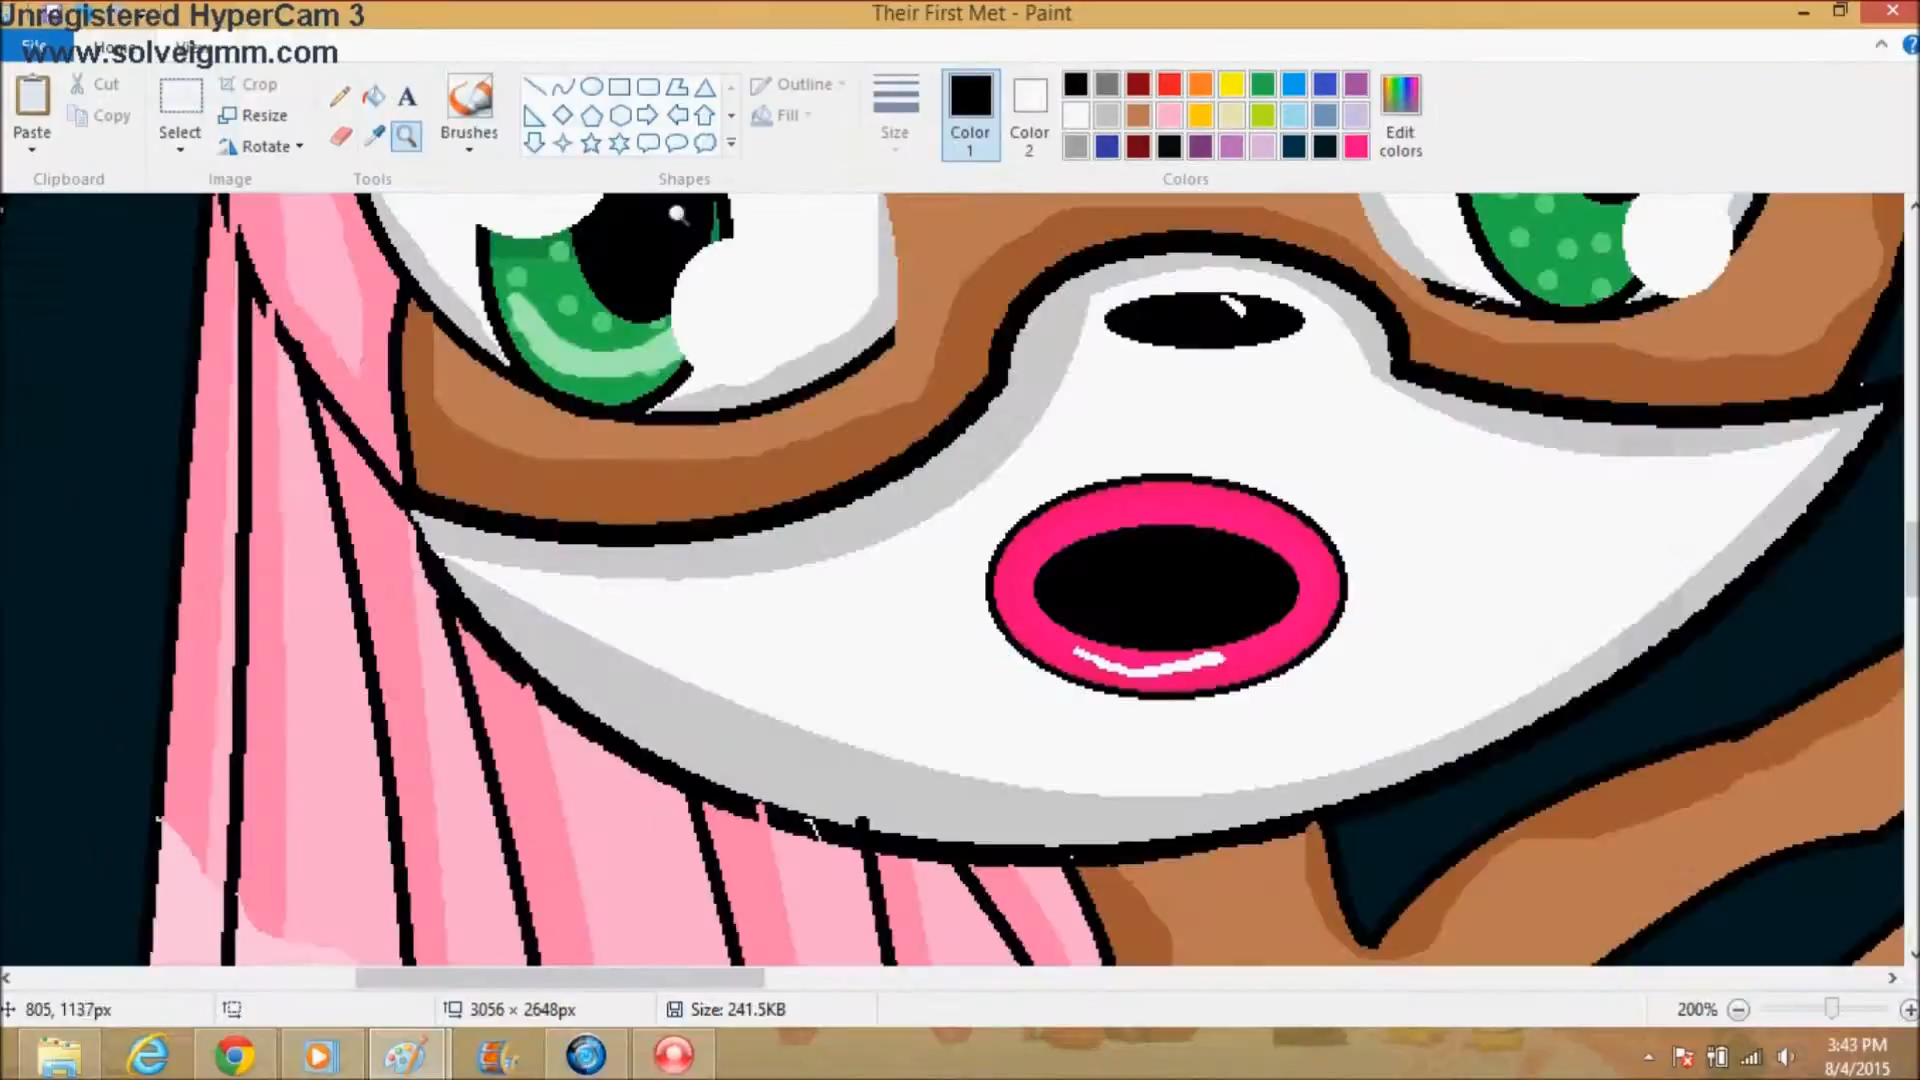 Unregistered HyperCam 3
Their First Met - Paint
www.solveigmm.com
Paste
Cut
Copy
Clipboard
Select
Crop
Resize
Rotate
Image
A
Tools
Brushes
Shapes
Outline
Fill
Size
Color 1
Color 2
Edit colors
Colors
805, 1137px
3056 × 2648px
Size: 241.5KB
200%
3:43 PM
8/4/2015